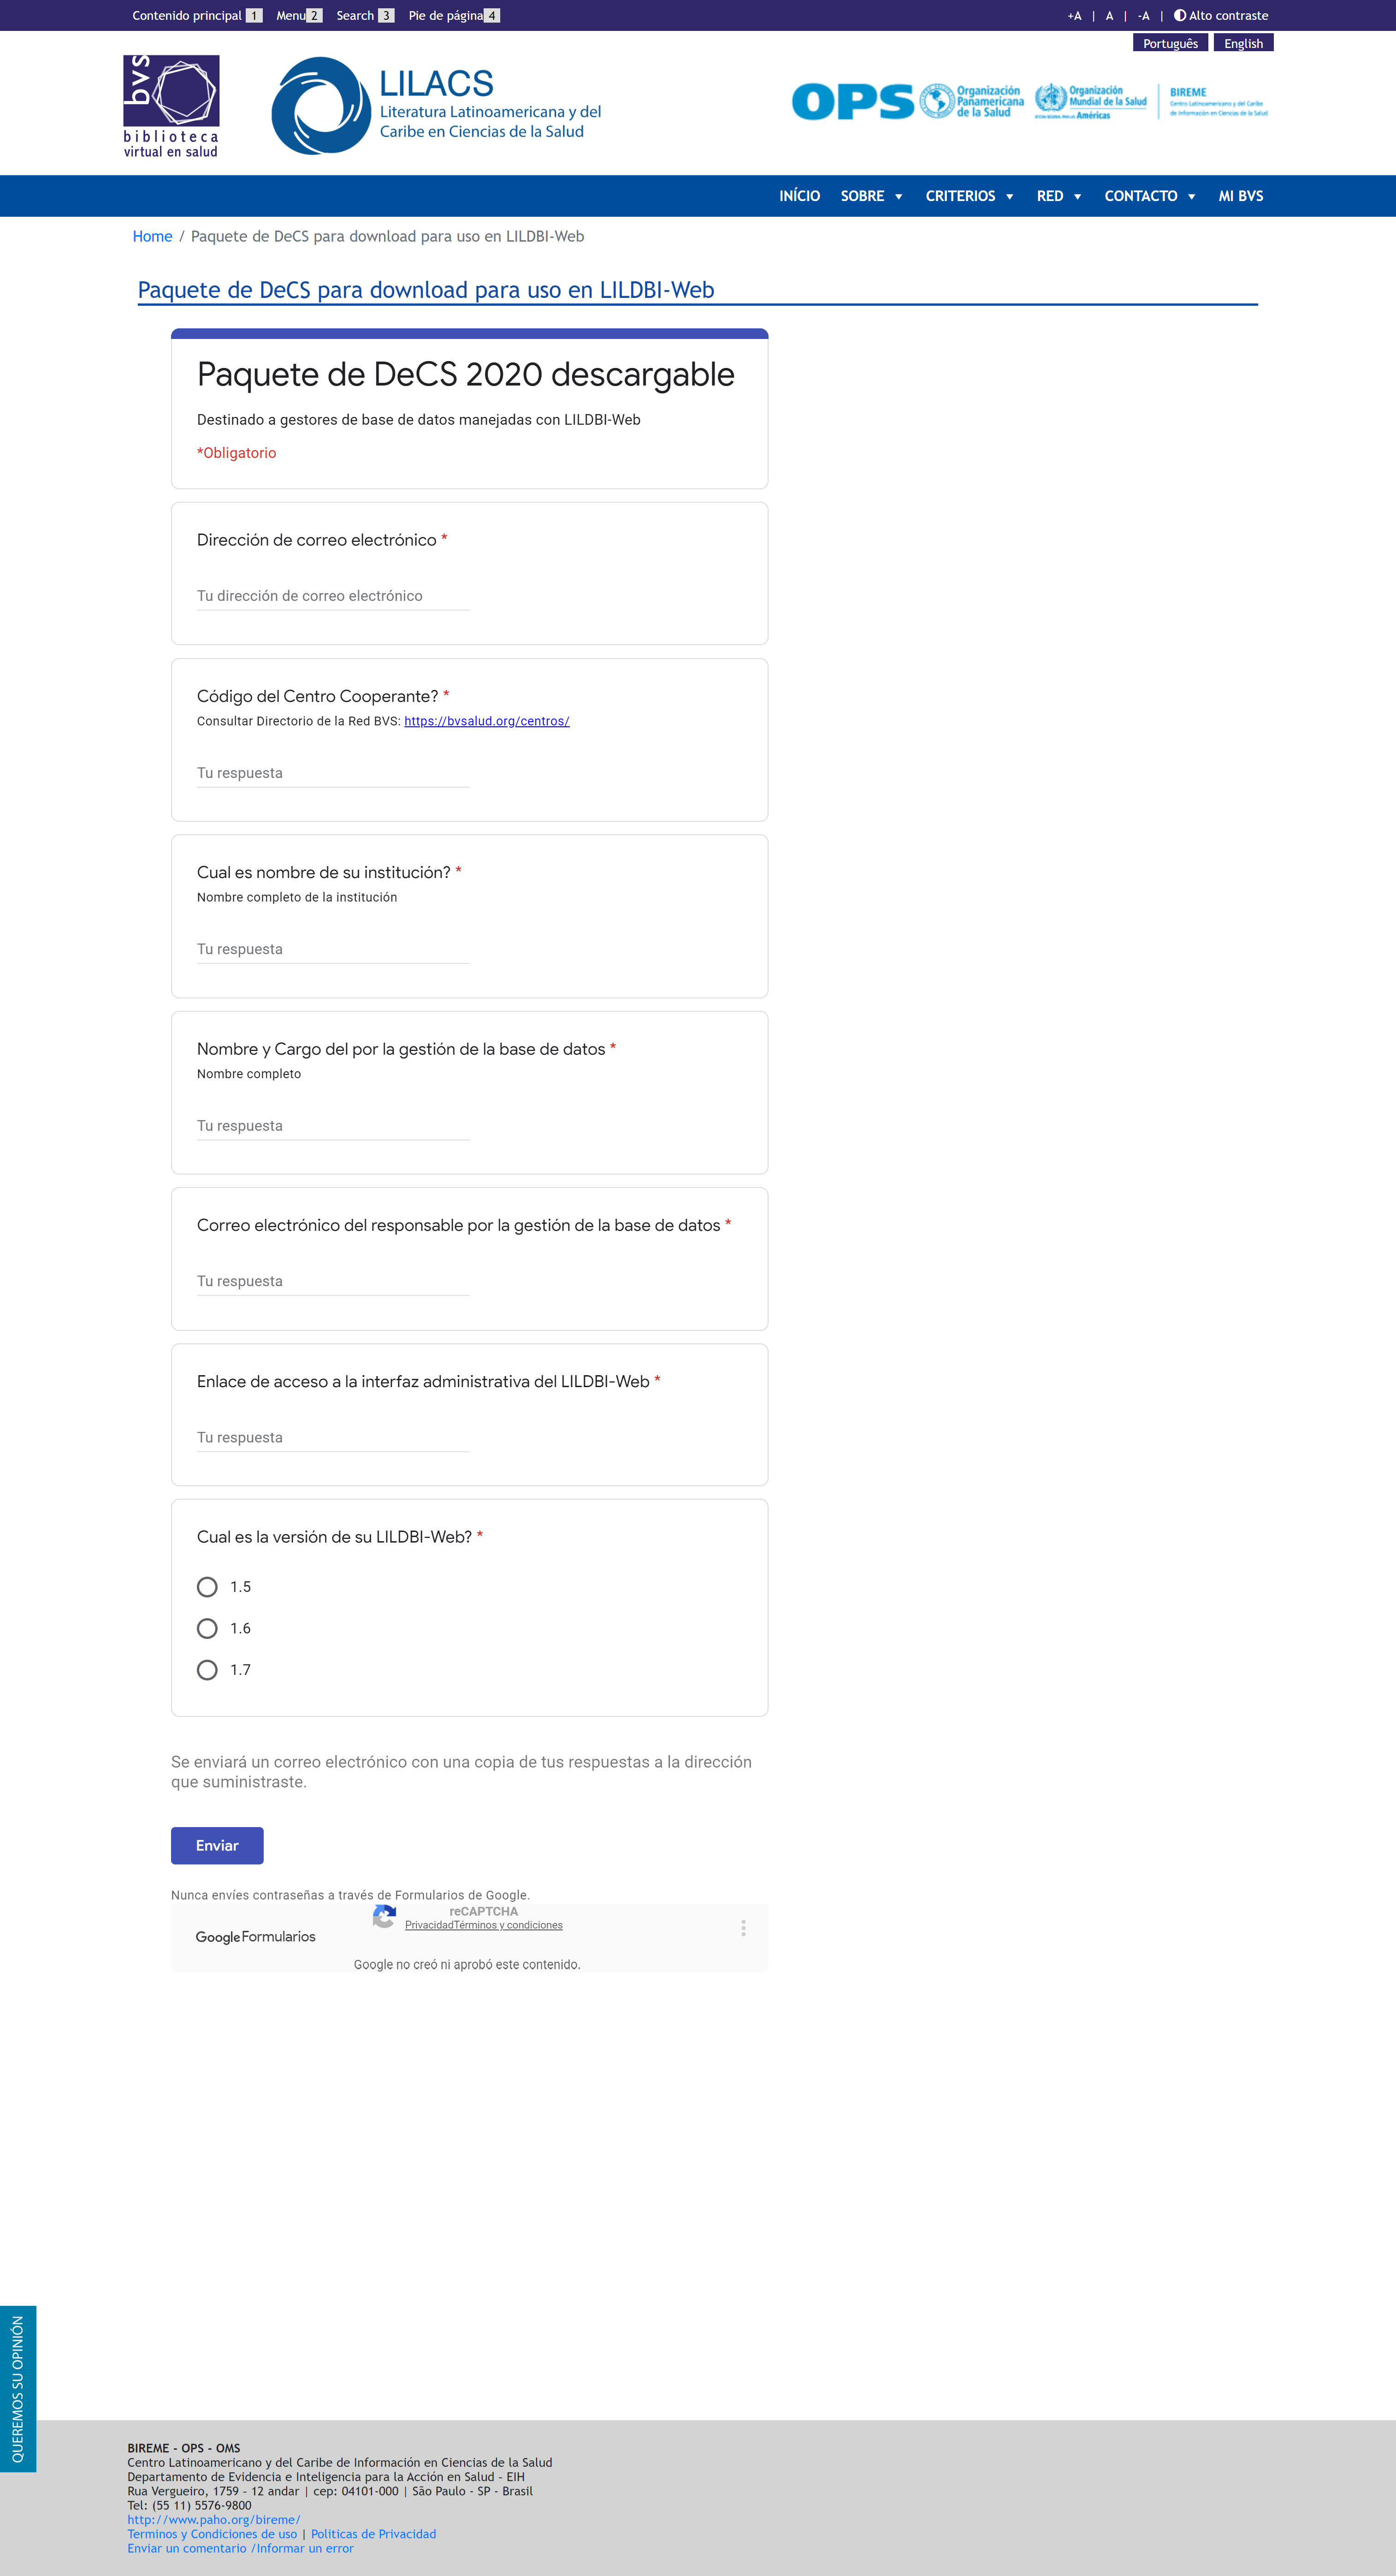 Contenido principal 1 Menu 2 Search 3 Pie de página 4 +A | A | -A | Alto contraste
Português English
bvs
biblioteca
virtual en salud
LILACS
Literatura Latinoamericana y del
Caribe en Ciencias de la Salud
OPS
Organización
Panamericana
de la Salud
Organización
Mundial de la Salud
Américas
BIREME
Centro Latinoamericano y del Caribe
de Información en Ciencias de la Salud
INÍCIO SOBRE CRITERIOS RED CONTACTO MI BVS
Home / Paquete de DeCS para download para uso en LILDBI-Web
Paquete de DeCS para download para uso en LILDBI-Web
Paquete de DeCS 2020 descargable
Destinado a gestores de base de datos manejadas con LILDBI-Web
*Obligatorio
Dirección de correo electrónico *
Tu dirección de correo electrónico
Código del Centro Cooperante? *
Consultar Directorio de la Red BVS: https://bvsalud.org/centros/
Tu respuesta
Cual es nombre de su institución? *
Nombre completo de la institución
Tu respuesta
Nombre y Cargo del por la gestión de la base de datos *
Nombre completo
Tu respuesta
Correo electrónico del responsable por la gestión de la base de datos *
Tu respuesta
Enlace de acceso a la interfaz administrativa del LILDBI-Web *
Tu respuesta
Cual es la versión de su LILDBI-Web? *
1.5
1.6
1.7
Se enviará un correo electrónico con una copia de tus respuestas a la dirección
que suministraste.
Enviar
Nunca envíes contraseñas a través de Formularios de Google.
reCAPTCHA
PrivacidadTérminos y condiciones
Google Formularios
Google no creó ni aprobó este contenido.
QUEREMOS SU OPINIÓN
BIREME - OPS - OMS
Centro Latinoamericano y del Caribe de Información en Ciencias de la Salud
Departamento de Evidencia e Inteligencia para la Acción en Salud - EIH
Rua Vergueiro, 1759 - 12 andar | cep: 04101-000 | São Paulo - SP - Brasil
Tel: (55 11) 5576-9800
http://www.paho.org/bireme/
Terminos y Condiciones de uso | Politicas de Privacidad
Enviar un comentario /Informar un error